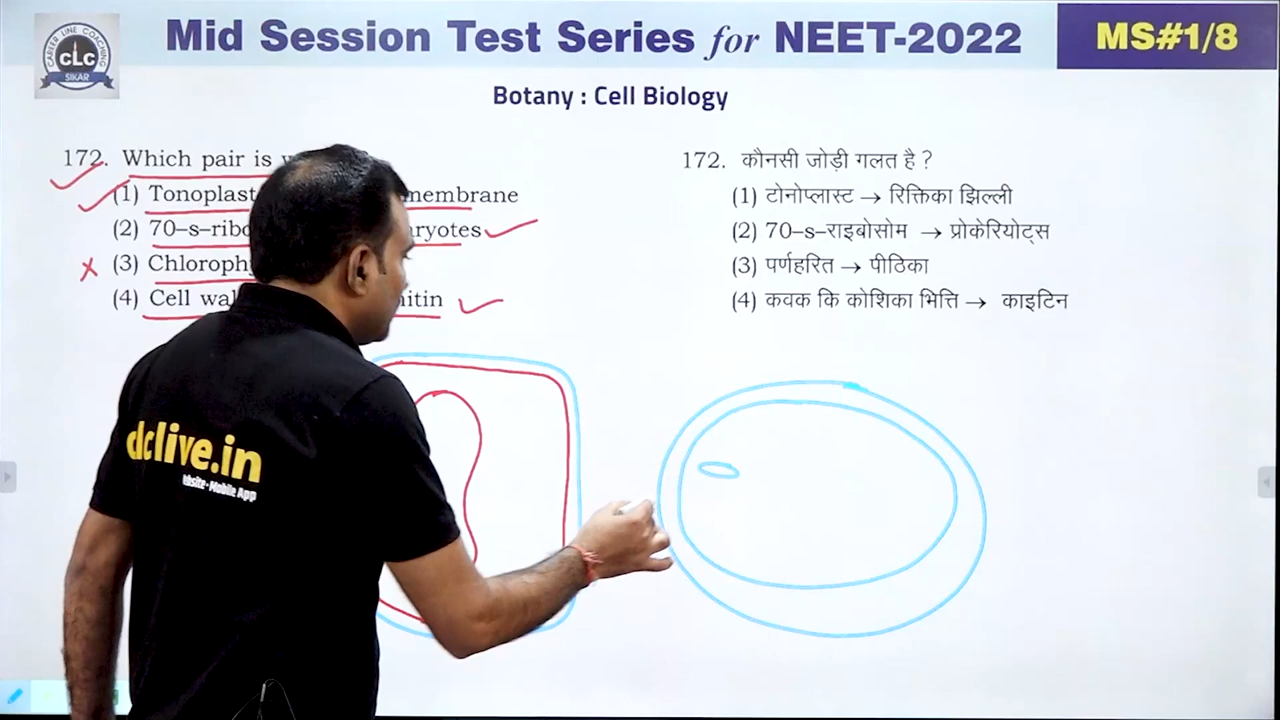 CAREER LINE COACHING
CLC
SIKAR
Mid Session Test Series for NEET-2022
MS#1/8
Botany : Cell Biology
172. Which pair is
(1) Tonoplast membrane
(2) 70–s–ribo aryotes
(3) Chloroph
(4) Cell wal hitin
172. कौनसी जोड़ी गलत है ?
(1) टोनोप्लास्ट → रिक्तिका झिल्ली
(2) 70–s–राइबोसोम → प्रोकेरियोट्स
(3) पर्णहरित → पीठिका
(4) कवक कि कोशिका भित्ति → काइटिन
clclive.in
Website • Mobile App